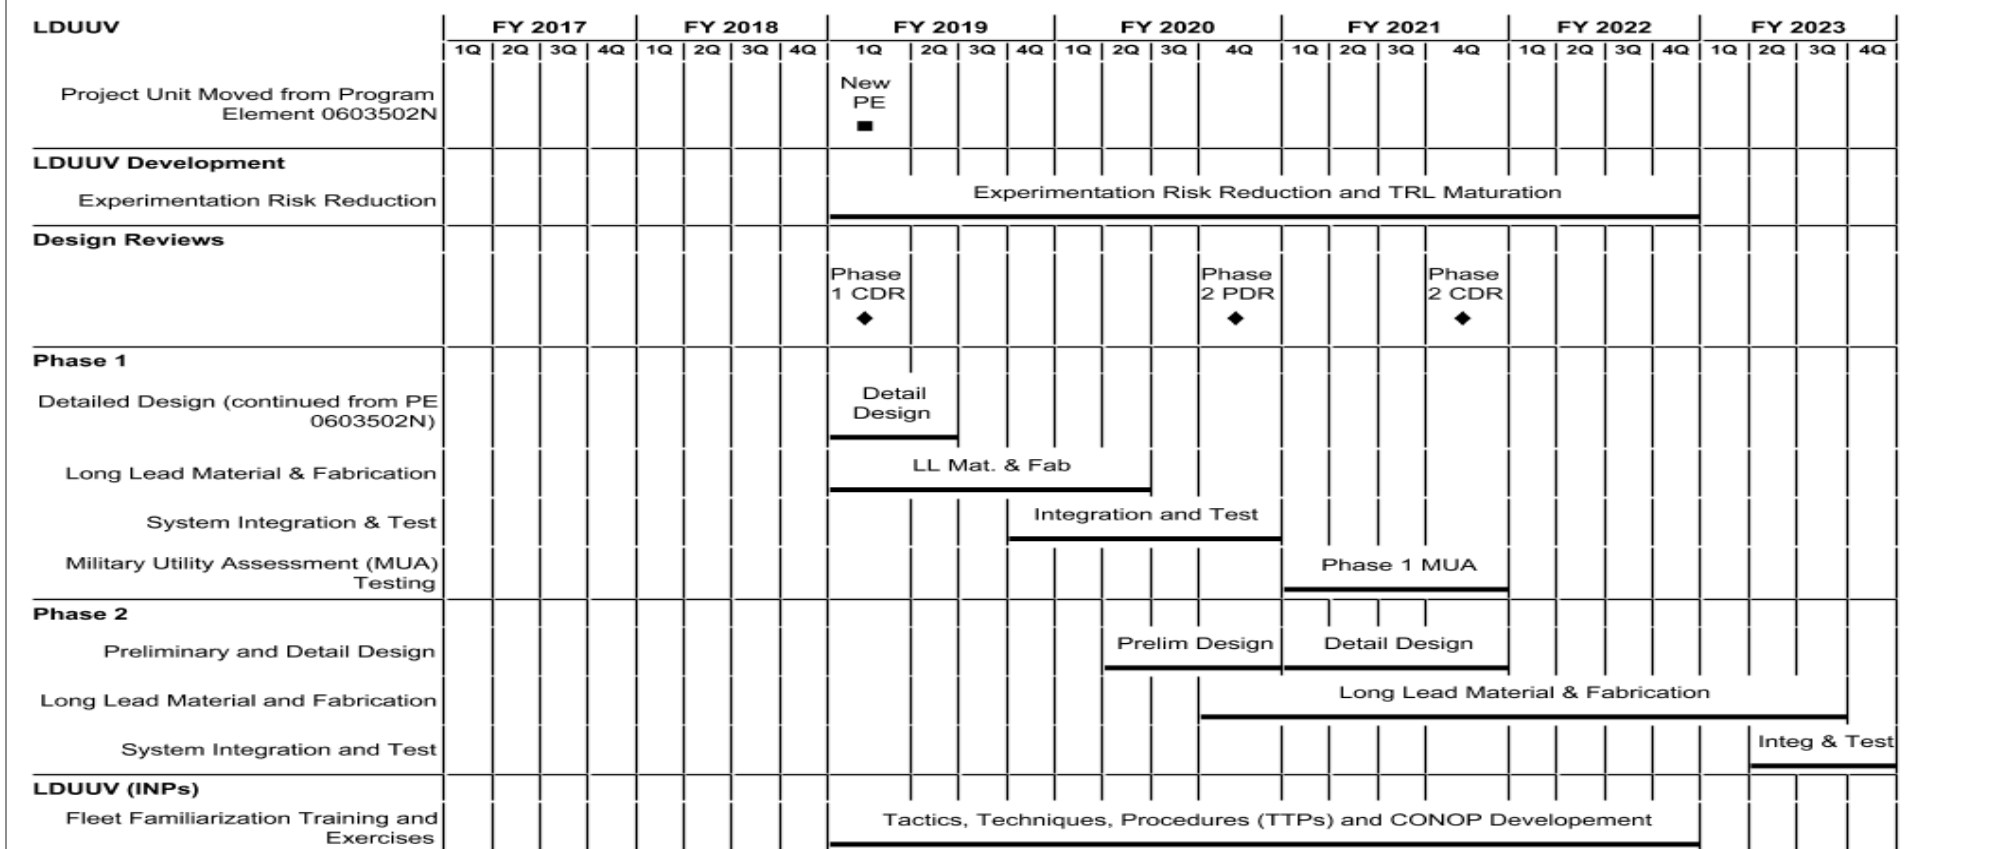 LDUUV FY 2017 FY 2018 FY 2019 FY 2020 FY 2021 FY 2022 FY 2023
1Q 2Q 3Q 4Q 1Q 2Q 3Q 4Q 1Q 2Q 3Q 4Q 1Q 2Q 3Q 4Q 1Q 2Q 3Q 4Q 1Q 2Q 3Q 4Q 1Q 2Q 3Q 4Q
Project Unit Moved from Program
Element 0603502N
New
PE
LDUUV Development
Experimentation Risk Reduction
Experimentation Risk Reduction and TRL Maturation
Design Reviews
Phase
1 CDR
Phase
2 PDR
Phase
2 CDR
Phase 1
Detailed Design (continued from PE
0603502N)
Detail
Design
Long Lead Material & Fabrication
LL Mat. & Fab
System Integration & Test
Integration and Test
Military Utility Assessment (MUA)
Testing
Phase 1 MUA
Phase 2
Preliminary and Detail Design
Prelim Design
Detail Design
Long Lead Material and Fabrication
Long Lead Material & Fabrication
System Integration and Test
Integ & Test
LDUUV (INPs)
Fleet Familiarization Training and
Exercises
Tactics, Techniques, Procedures (TTPs) and CONOP Developement